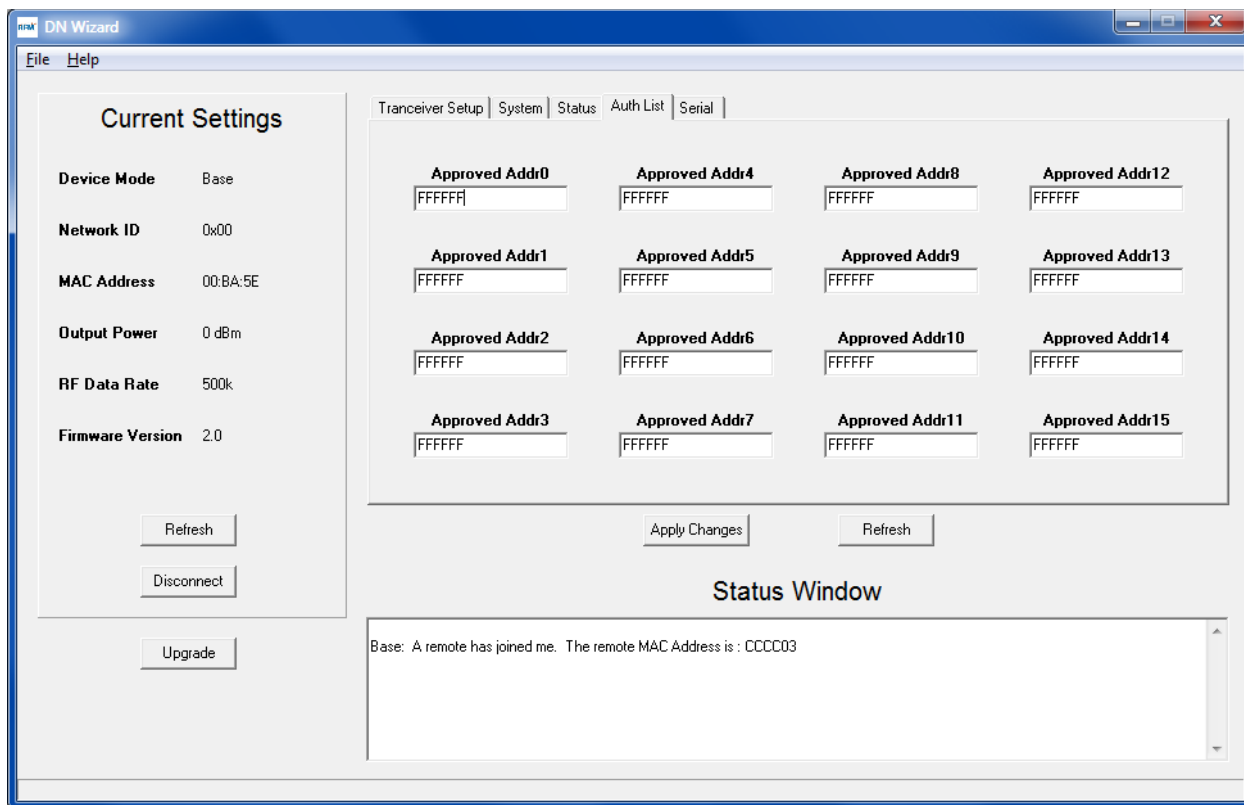 RFM DN Wizard
File Help
Current Settings
Device Mode Base
Network ID 0x00
MAC Address 00:BA:5E
Output Power 0 dBm
RF Data Rate 500k
Firmware Version 2.0
Refresh
Disconnect
Upgrade
Tranceiver Setup System Status Auth List Serial
Approved Addr0 Approved Addr4 Approved Addr8 Approved Addr12
FFFFFF FFFFFF FFFFFF FFFFFF
Approved Addr1 Approved Addr5 Approved Addr9 Approved Addr13
FFFFFF FFFFFF FFFFFF FFFFFF
Approved Addr2 Approved Addr6 Approved Addr10 Approved Addr14
FFFFFF FFFFFF FFFFFF FFFFFF
Approved Addr3 Approved Addr7 Approved Addr11 Approved Addr15
FFFFFF FFFFFF FFFFFF FFFFFF
Apply Changes Refresh
Status Window
Base: A remote has joined me. The remote MAC Address is : CCCC03